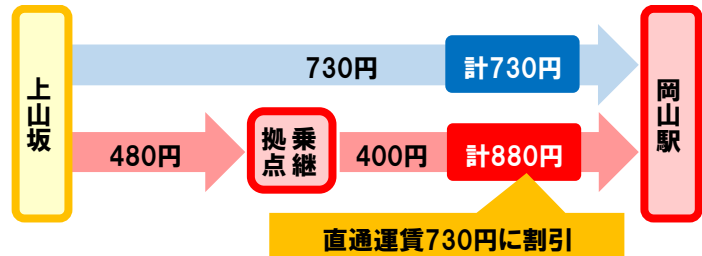 上山坂
730円
計730円
480円
乗継
拠点
400円
計880円
岡山駅
直通運賃730円に割引